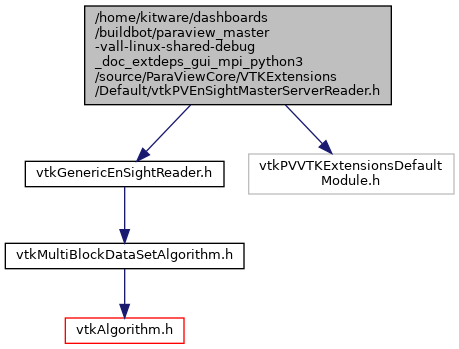 /home/kitware/dashboards
/buildbot/paraview_master
-vall-linux-shared-debug
_doc_extdeps_gui_mpi_python3
/source/ParaViewCore/VTKExtensions
/Default/vtkPVEnSightMasterServerReader.h
vtkGenericEnSightReader.h
vtkPVVTKExtensionsDefault
Module.h
vtkMultiBlockDataSetAlgorithm.h
vtkAlgorithm.h